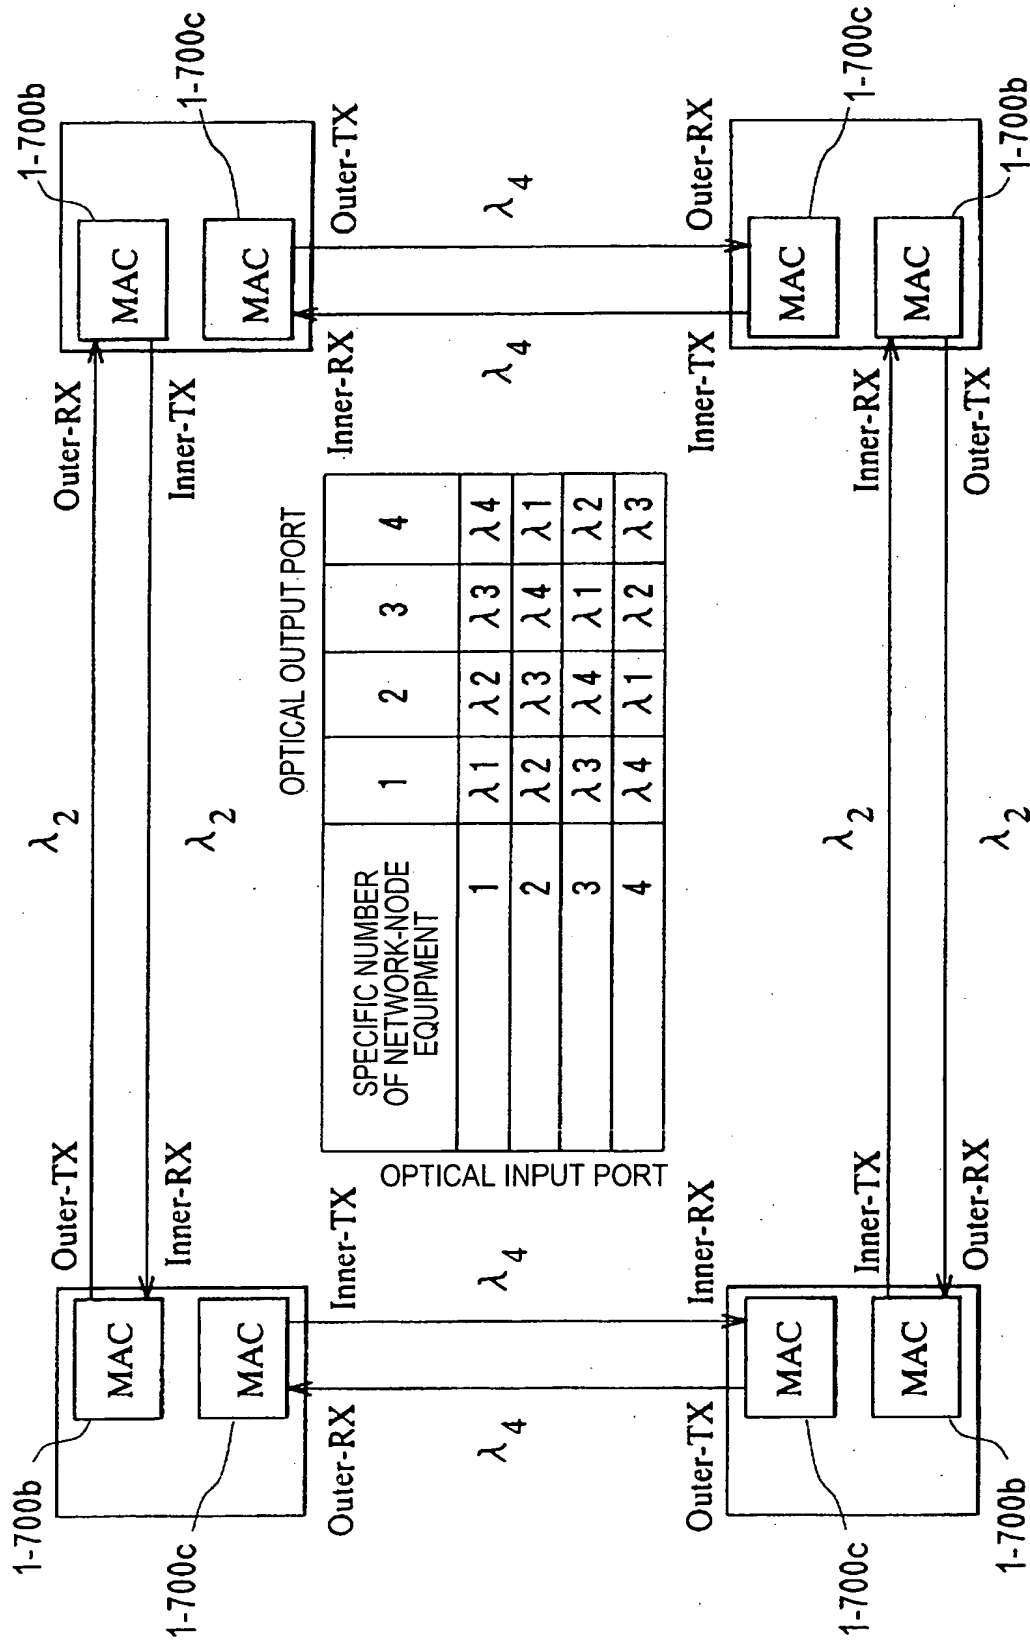 1-700b
1-700b
λ2
Outer-TX
Outer-RX
MAC
MAC
1-700c
Inner-RX
λ2
Inner-TX
1-700c
MAC
MAC
OPTICAL OUTPUT PORT
Outer-RX
Inner-TX
Inner-RX
Outer-TX
SPECIFIC NUMBER
OF NETWORK-NODE
EQUIPMENT
1 2 3 4
1 λ1 λ2 λ3 λ4
2 λ2 λ3 λ4 λ1
3 λ3 λ4 λ1 λ2
4 λ4 λ1 λ2 λ3
OPTICAL INPUT PORT
λ4
λ4
λ4
λ4
Outer-TX
Inner-RX
Inner-TX
Outer-RX
MAC
MAC
1-700c
Inner-TX
λ2
Inner-RX
1-700c
MAC
MAC
Outer-RX
Outer-TX
1-700b
λ2
1-700b